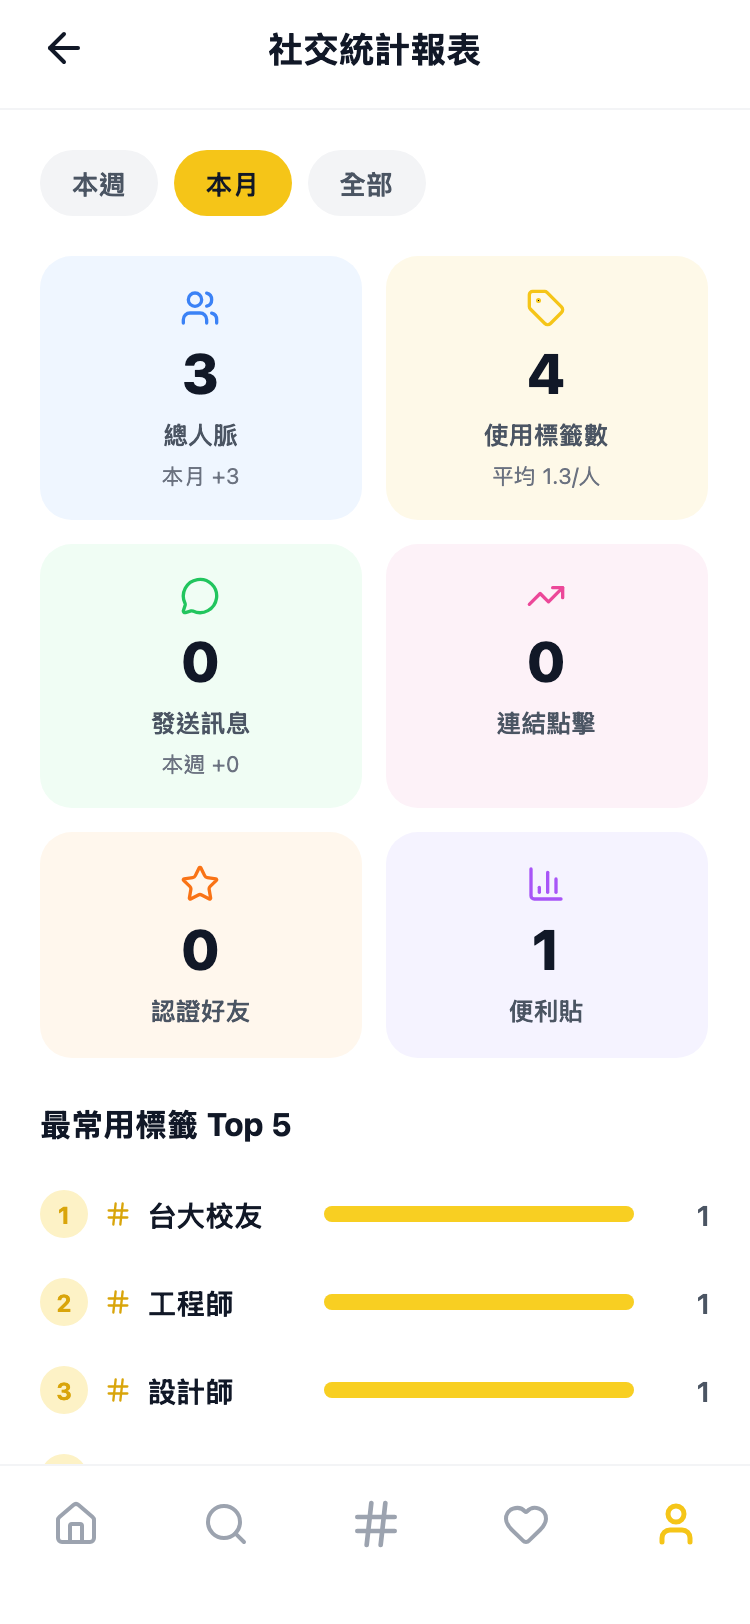 社交統計報表
本週
本月
全部
3
總人脈
本月 +3
4
使用標籤數
平均 1.3/人
0
發送訊息
本週 +0
0
連結點擊
0
認證好友
1
便利貼
最常用標籤 Top 5
1 # 台大校友 1
2 # 工程師 1
3 # 設計師 1